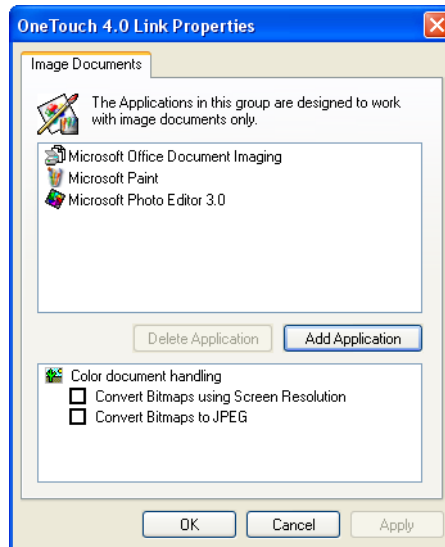 OneTouch 4.0 Link Properties
Image Documents
The Applications in this group are designed to work
with image documents only.
Microsoft Office Document Imaging
Microsoft Paint
Microsoft Photo Editor 3.0
Delete Application Add Application
Color document handling
Convert Bitmaps using Screen Resolution
Convert Bitmaps to JPEG
OK Cancel Apply